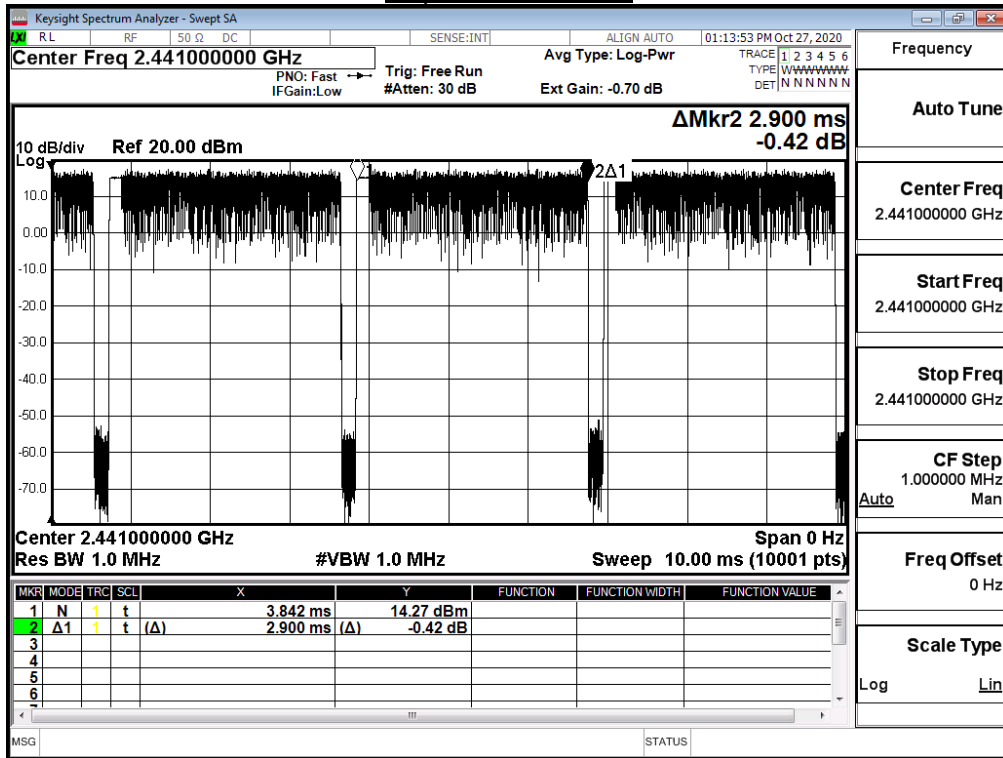 Keysight Spectrum Analyzer - Swept SA
LXI RL RF 50 Ω DC SENSE:INT ALIGN AUTO 01:13:53 PM Oct 27, 2020
Center Freq 2.441000000 GHz
PNO: Fast
IFGain:Low
Trig: Free Run
#Atten: 30 dB
Avg Type: Log-Pwr
Ext Gain: -0.70 dB
TRACE 1 2 3 4 5 6
TYPE WWWWWW
DET N N N N N N
ΔMkr2 2.900 ms
-0.42 dB
10 dB/div Ref 20.00 dBm
Log
1
2Δ1
10.0
0.00
-10.0
-20.0
-30.0
-40.0
-50.0
-60.0
-70.0
Center 2.441000000 GHz Span 0 Hz
Res BW 1.0 MHz #VBW 1.0 MHz Sweep 10.00 ms (10001 pts)
MKR MODE TRC SCL X Y FUNCTION FUNCTION WIDTH FUNCTION VALUE
1 N 1 t 3.842 ms 14.27 dBm
2 Δ1 1 t (Δ) 2.900 ms (Δ) -0.42 dB
3
4
5
6
MSG STATUS
Frequency
Auto Tune
Center Freq
2.441000000 GHz
Start Freq
2.441000000 GHz
Stop Freq
2.441000000 GHz
CF Step
1.000000 MHz
Auto Man
Freq Offset
0 Hz
Scale Type
Log Lin